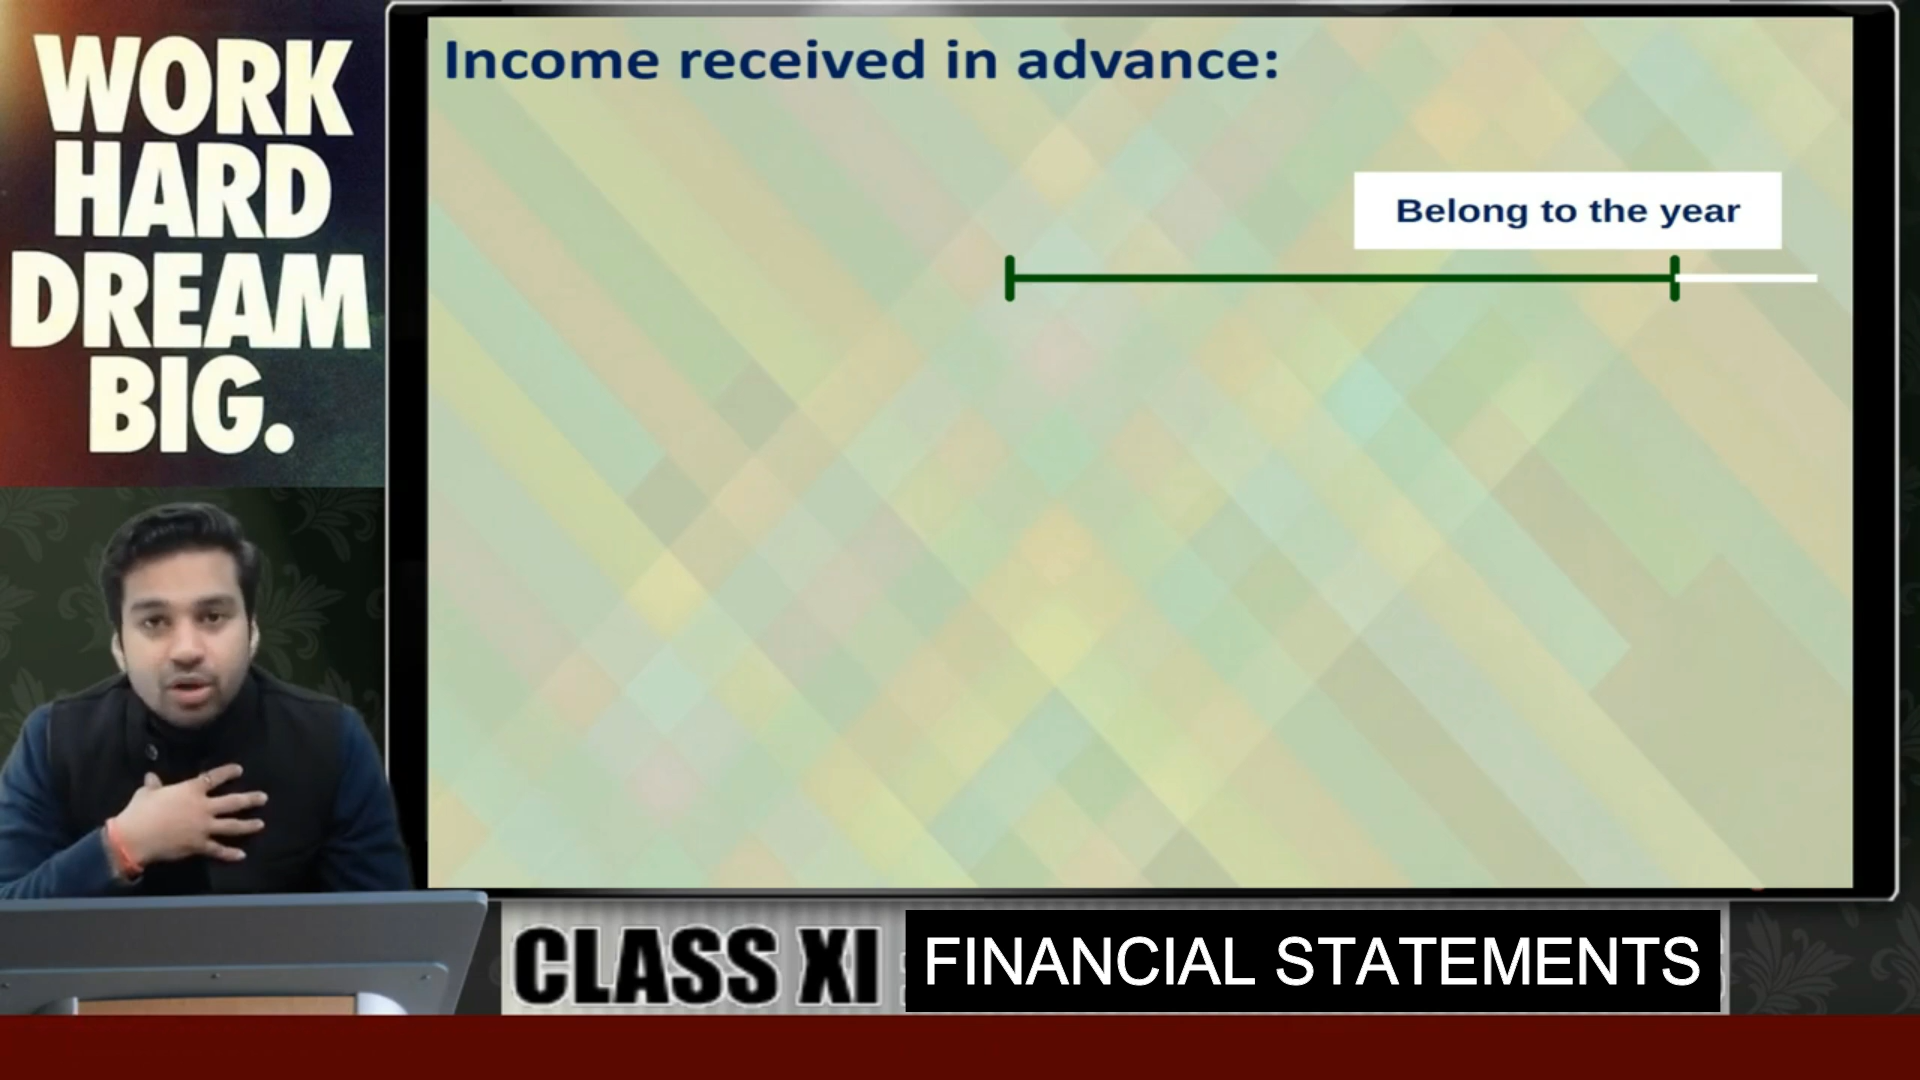 WORK
HARD
DREAM
BIG.
Income received in advance:
Belong to the year
CLASS XI
FINANCIAL STATEMENTS